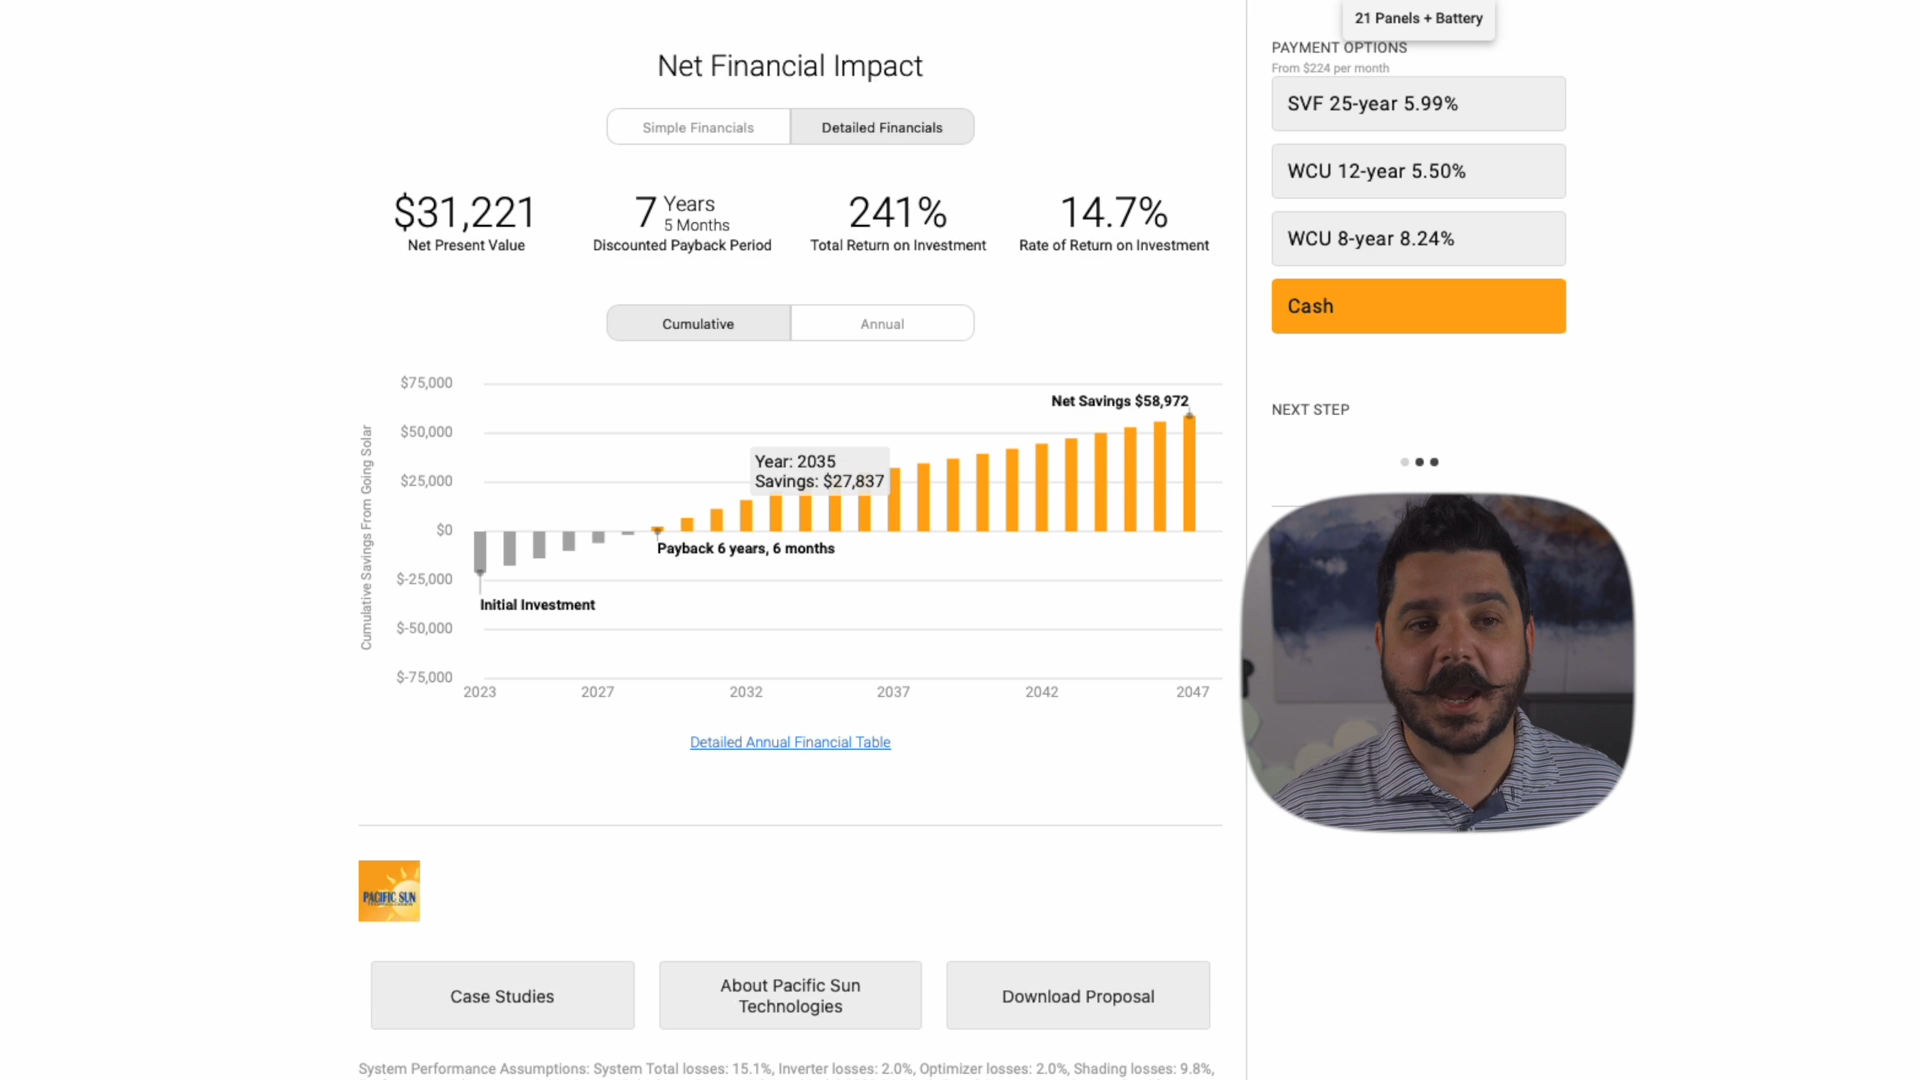 21 Panels + Battery
PAYMENT OPTIONS
From $224 per month
SVF 25-year 5.99%
WCU 12-year 5.50%
WCU 8-year 8.24%
Cash
NEXT STEP
Net Financial Impact
Simple Financials
Detailed Financials
$31,221
Net Present Value
7 Years
5 Months
Discounted Payback Period
241%
Total Return on Investment
14.7%
Rate of Return on Investment
Cumulative
Annual
Cumulative Savings From Going Solar
$75,000
$50,000
$25,000
$0
$-25,000
$-50,000
$-75,000
Net Savings $58,972
Year: 2035
Savings: $27,837
Payback 6 years, 6 months
Initial Investment
2023
2027
2032
2037
2042
2047
Detailed Annual Financial Table
PACIFIC SUN
Case Studies
About Pacific Sun
Technologies
Download Proposal
System Performance Assumptions: System Total losses: 15.1%, Inverter losses: 2.0%, Optimizer losses: 2.0%, Shading losses: 9.8%,